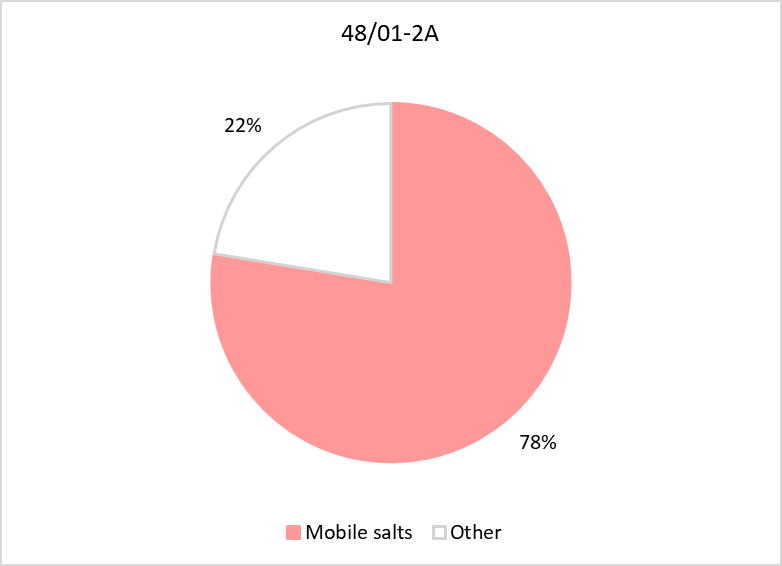 48/01-2A
22%
78%
Mobile salts Other